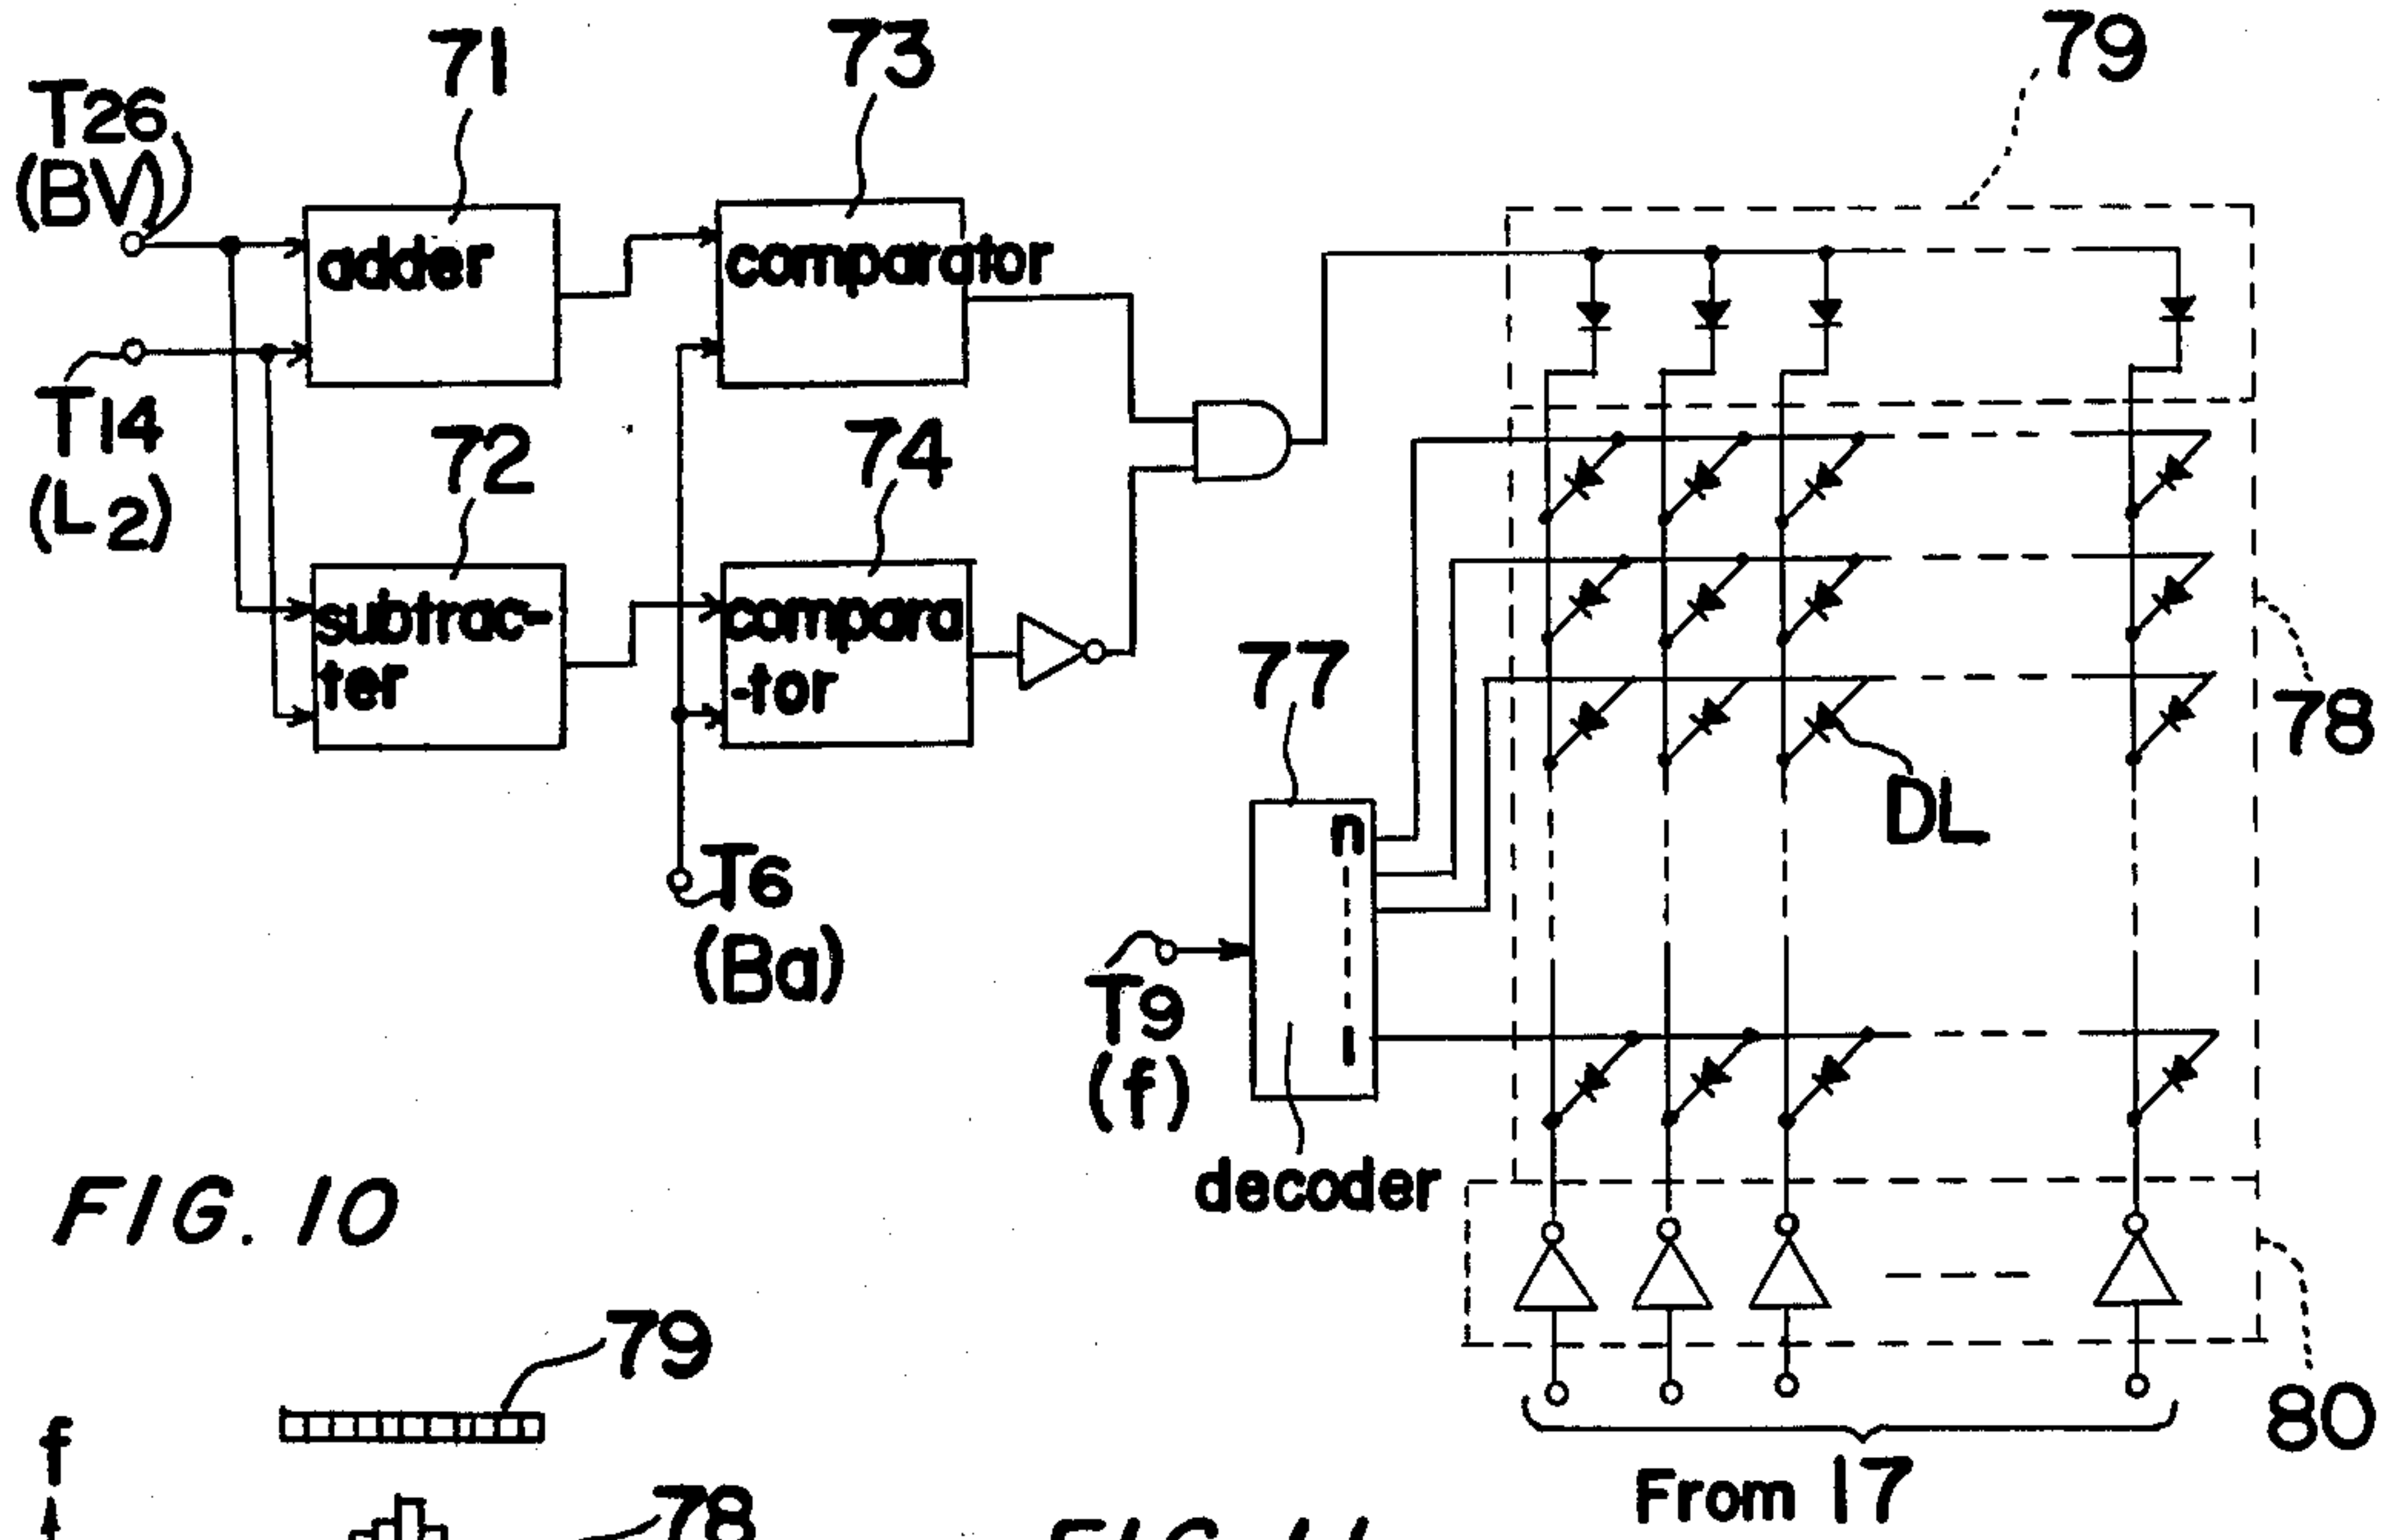 71
73
79
T26
(BV)
adder
comparator
T14
(L2)
72
74
subtrac-
ter
compara
-tor
77
78
DL
n
T6
(Ba)
T9
(f)
1
decoder
FIG. 10
79
80
f
From 17
78